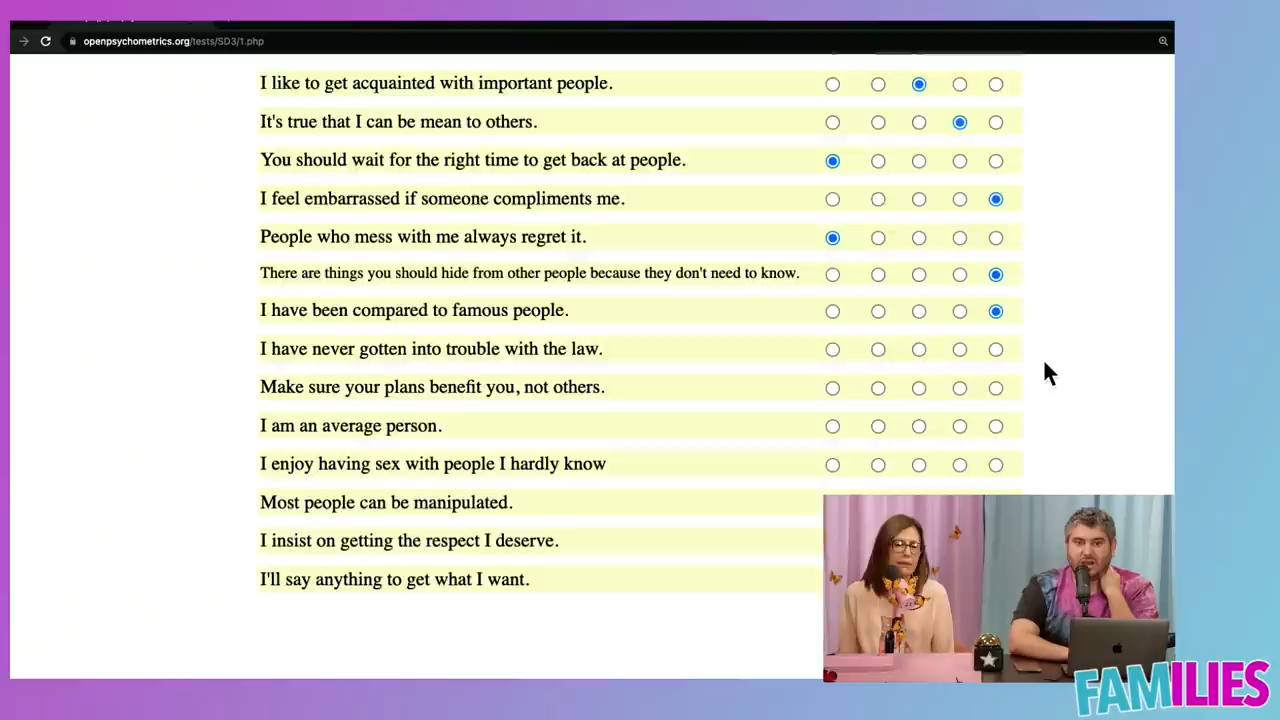 openpsychometrics.org/tests/SD3/1.php
I like to get acquainted with important people.
It's true that I can be mean to others.
You should wait for the right time to get back at people.
I feel embarrassed if someone compliments me.
People who mess with me always regret it.
There are things you should hide from other people because they don't need to know.
I have been compared to famous people.
I have never gotten into trouble with the law.
Make sure your plans benefit you, not others.
I am an average person.
I enjoy having sex with people I hardly know
Most people can be manipulated.
I insist on getting the respect I deserve.
I'll say anything to get what I want.
FAMILIES